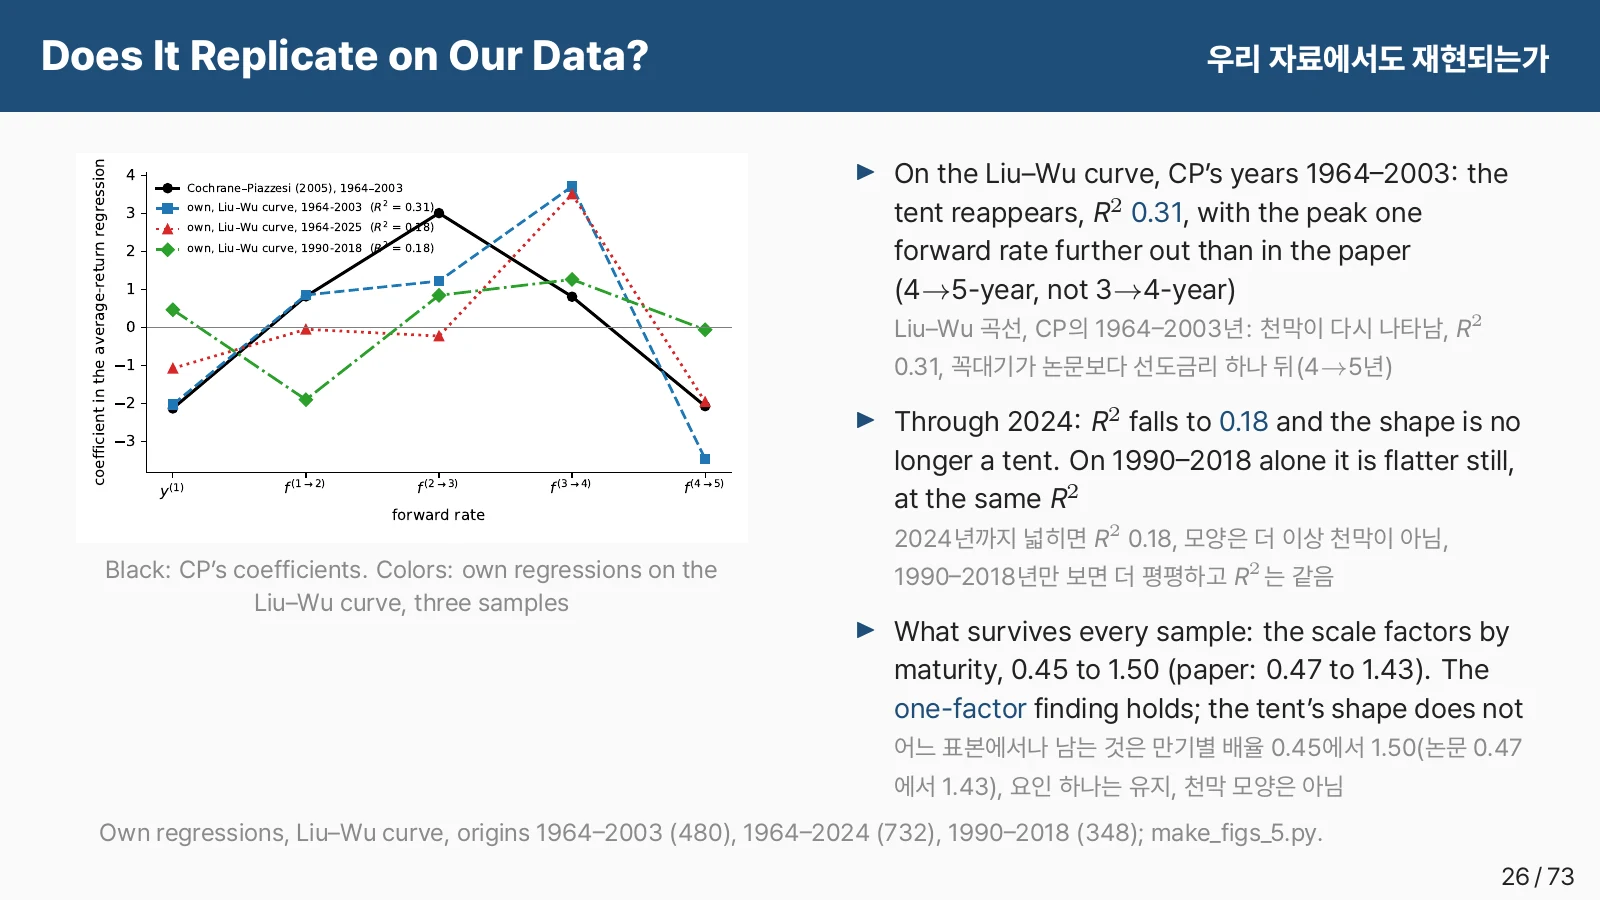 Does It Replicate on Our Data?
우리 자료에서도 재현되는가
coefficient in the average-return regression
4
3
2
1
0
−1
−2
−3
Cochrane–Piazzesi (2005), 1964–2003
own, Liu–Wu curve, 1964-2003 (R² = 0.31)
own, Liu–Wu curve, 1964-2025 (R² = 0.18)
own, Liu–Wu curve, 1990-2018 (R² = 0.18)
y⁽¹⁾ f⁽¹→²⁾ f⁽²→³⁾ f⁽³→⁴⁾ f⁽⁴→⁵⁾
forward rate
Black: CP’s coefficients. Colors: own regressions on the
Liu–Wu curve, three samples
▶ On the Liu–Wu curve, CP’s years 1964–2003: the
tent reappears, R² 0.31, with the peak one
forward rate further out than in the paper
(4→5-year, not 3→4-year)
Liu–Wu 곡선, CP의 1964–2003년: 천막이 다시 나타남, R²
0.31, 꼭대기가 논문보다 선도금리 하나 뒤(4→5년)
▶ Through 2024: R² falls to 0.18 and the shape is no
longer a tent. On 1990–2018 alone it is flatter still,
at the same R²
2024년까지 넓히면 R² 0.18, 모양은 더 이상 천막이 아님,
1990–2018년만 보면 더 평평하고 R²는 같음
▶ What survives every sample: the scale factors by
maturity, 0.45 to 1.50 (paper: 0.47 to 1.43). The
one-factor finding holds; the tent’s shape does not
어느 표본에서나 남는 것은 만기별 배율 0.45에서 1.50(논문 0.47
에서 1.43), 요인 하나는 유지, 천막 모양은 아님
Own regressions, Liu–Wu curve, origins 1964–2003 (480), 1964–2024 (732), 1990–2018 (348); make_figs_5.py.
26 / 73